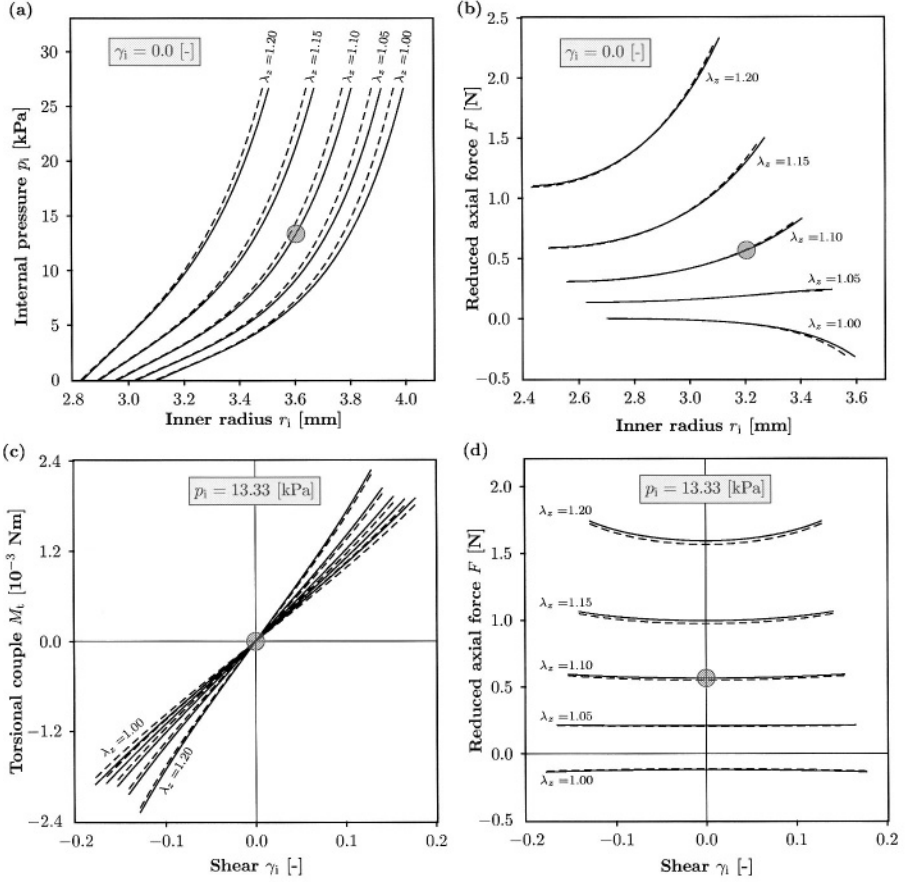 (a)
γi = 0.0 [-]
λz =1.20
λz =1.15
λz =1.10
λz =1.05
λz =1.00
Internal pressure pi [kPa]
30
25
20
15
10
5
0
2.8 3.0 3.2 3.4 3.6 3.8 4.0
Inner radius ri [mm]
(b)
γi = 0.0 [-]
λz =1.20
λz =1.15
λz =1.10
λz =1.05
λz =1.00
Reduced axial force F [N]
2.5
2.0
1.5
1.0
0.5
0.0
−0.5
2.4 2.6 2.8 3.0 3.2 3.4 3.6
Inner radius ri [mm]
(c)
pi = 13.33 [kPa]
λz =1.00
λz =1.20
Torsional couple Mt [10−3 Nm]
2.4
1.2
0.0
−1.2
−2.4
−0.2 −0.1 0.0 0.1 0.2
Shear γi [-]
(d)
pi = 13.33 [kPa]
λz =1.20
λz =1.15
λz =1.10
λz =1.05
λz =1.00
Reduced axial force F [N]
2.0
1.5
1.0
0.5
0.0
−0.5
−0.2 −0.1 0.0 0.1 0.2
Shear γi [-]